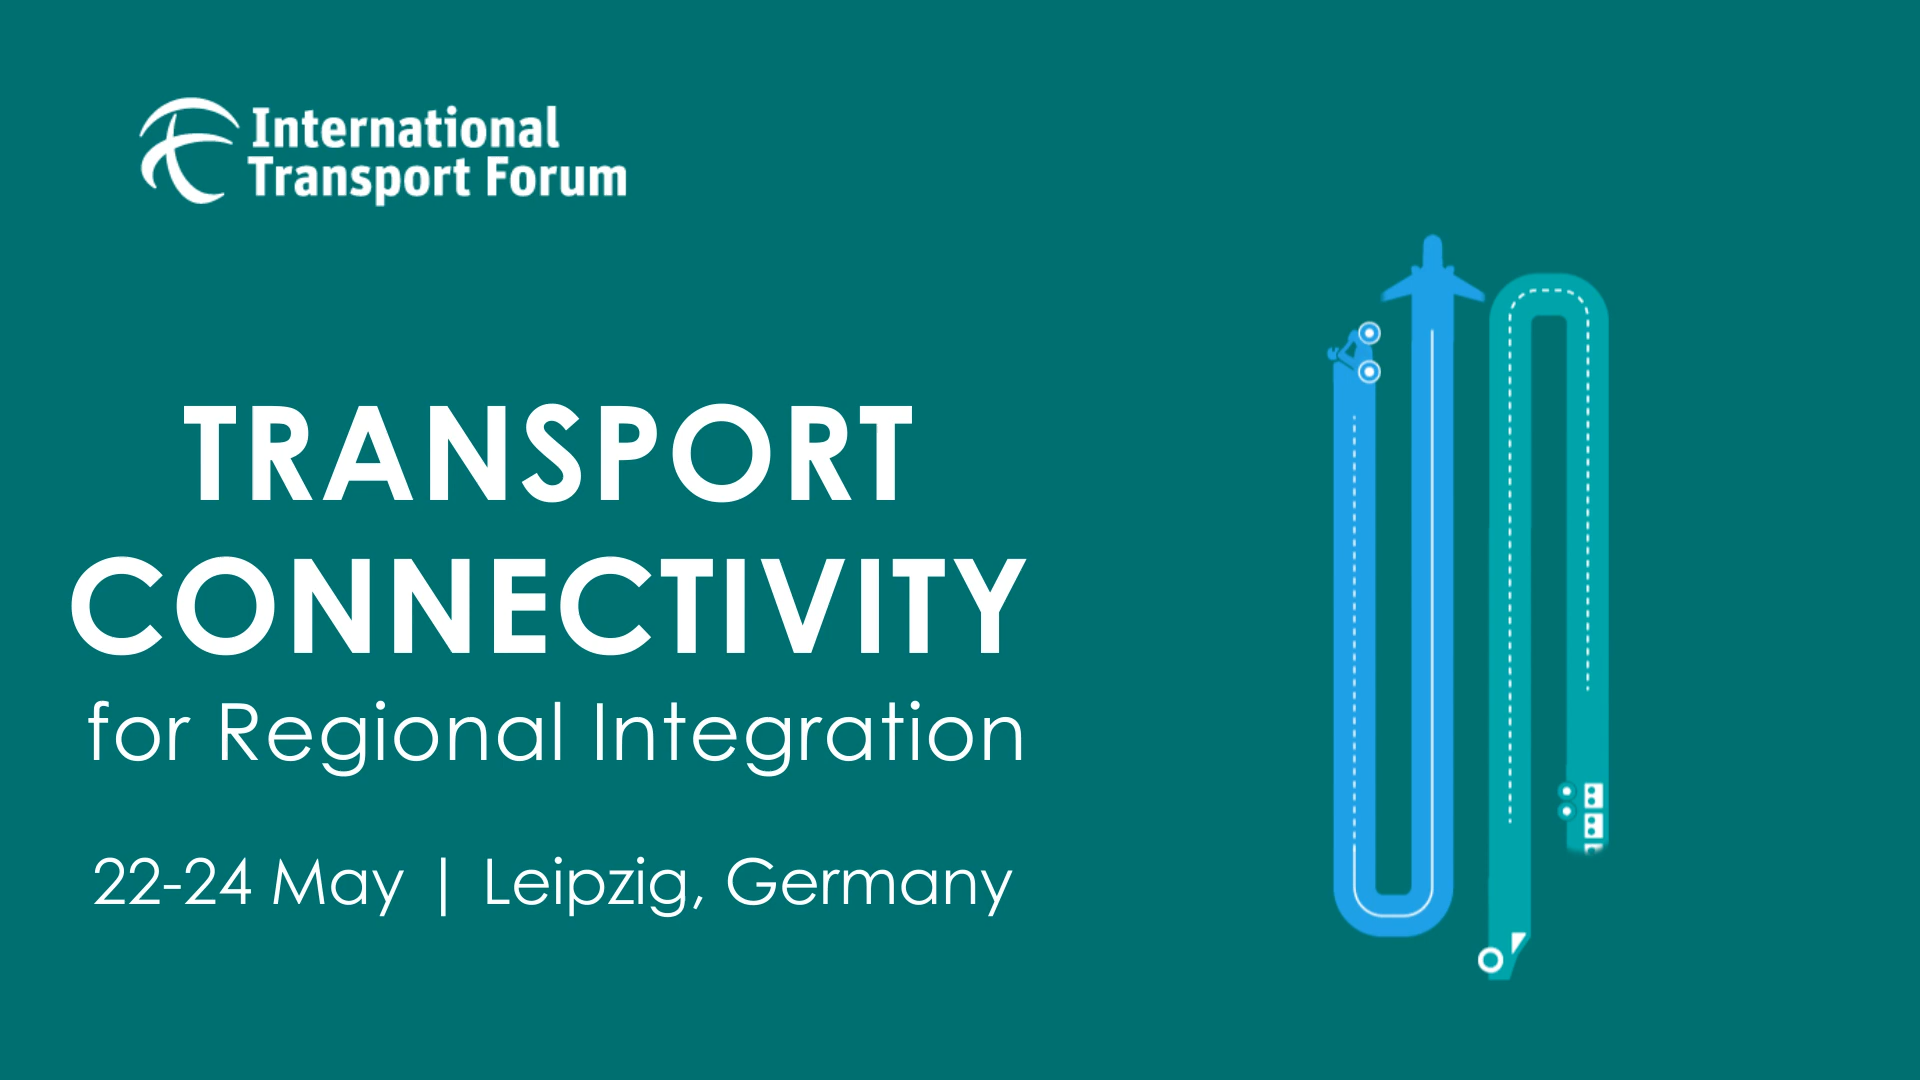 International
Transport Forum
TRANSPORT
CONNECTIVITY
for Regional Integration
22-24 May | Leipzig, Germany